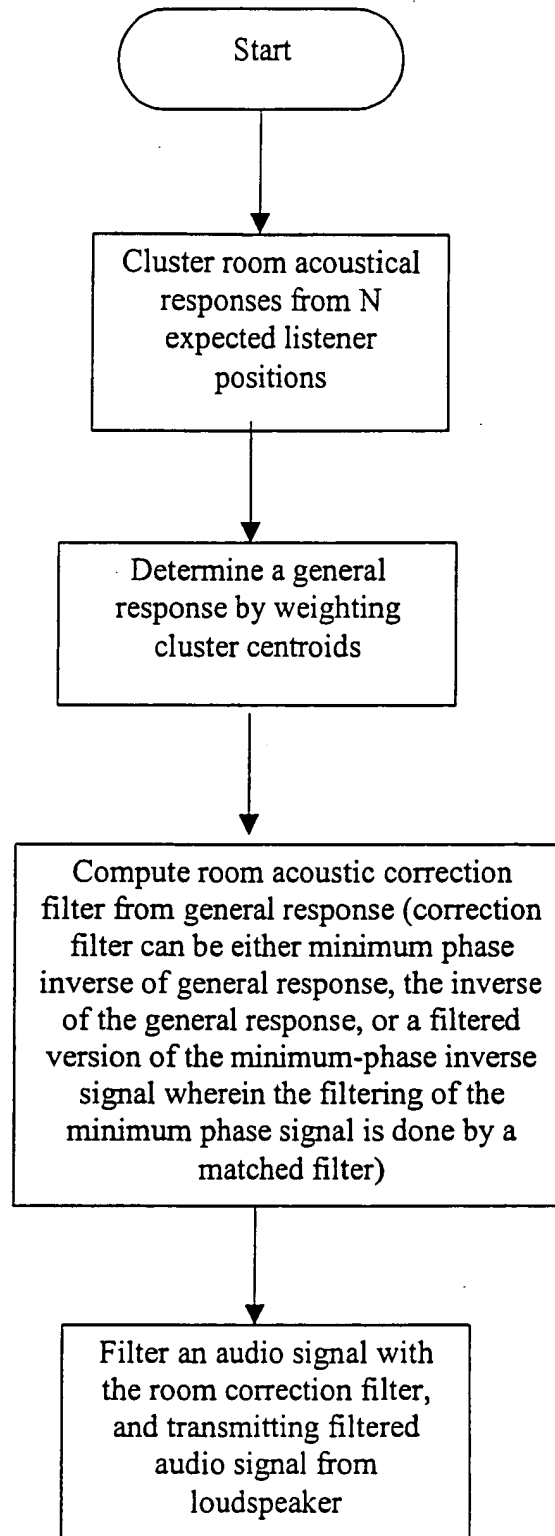 Start
Cluster room acoustical
responses from N
expected listener
positions
Determine a general
response by weighting
cluster centroids
Compute room acoustic correction
filter from general response (correction
filter can be either minimum phase
inverse of general response, the inverse
of the general response, or a filtered
version of the minimum-phase inverse
signal wherein the filtering of the
minimum phase signal is done by a
matched filter)
Filter an audio signal with
the room correction filter,
and transmitting filtered
audio signal from
loudspeaker